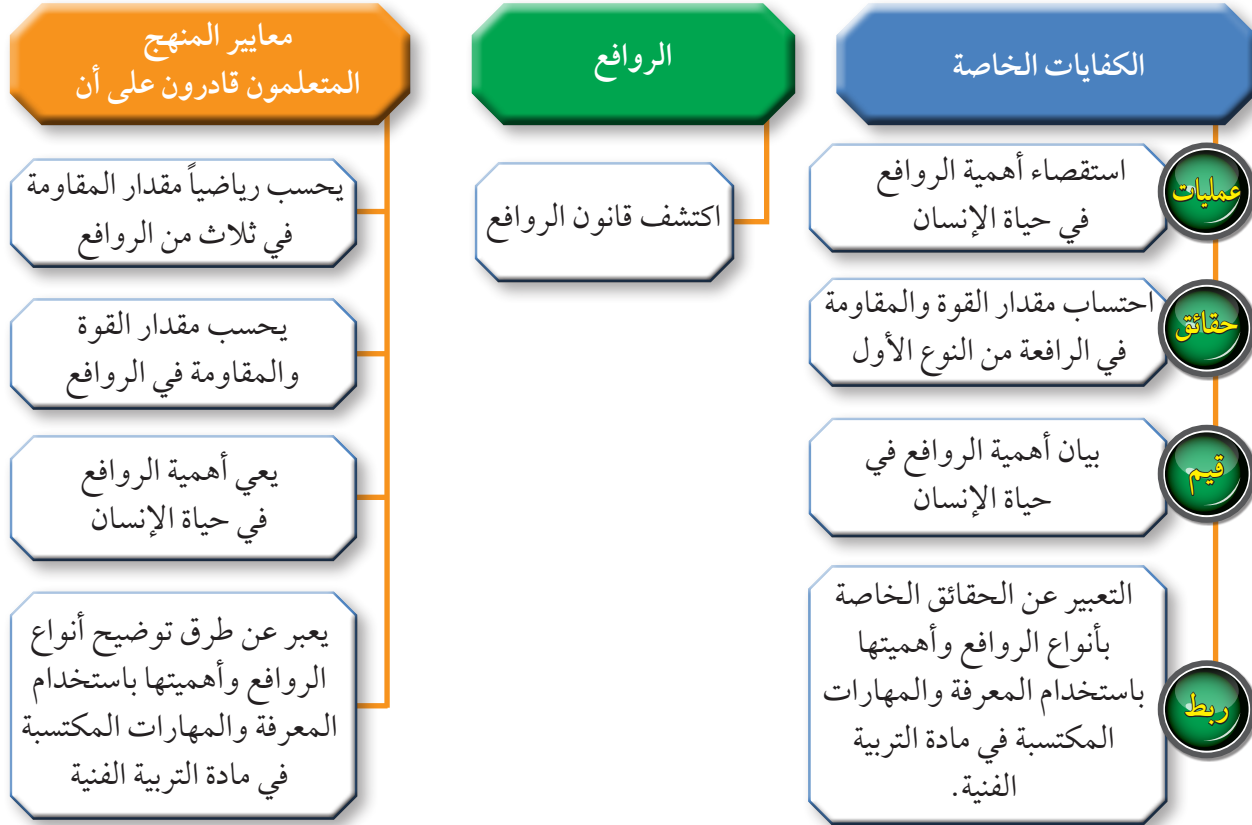 الكفايات الخاصة
عمليات
استقصاء أهمية الروافع
في حياة الإنسان
حقائق
احتساب مقدار القوة والمقاومة
في الرافعة من النوع الأول
قيم
بيان أهمية الروافع في
حياة الإنسان
ربط
التعبير عن الحقائق الخاصة
بأنواع الروافع وأهميتها
باستخدام المعرفة والمهارات
المكتسبة في مادة التربية
الفنية.
الروافع
اكتشف قانون الروافع
معايير المنهج
المتعلمون قادرون على أن
يحسب رياضياً مقدار المقاومة
في ثلاث من الروافع
يحسب مقدار القوة
والمقاومة في الروافع
يعي أهمية الروافع
في حياة الإنسان
يعبر عن طرق توضيح أنواع
الروافع وأهميتها باستخدام
المعرفة والمهارات المكتسبة
في مادة التربية الفنية